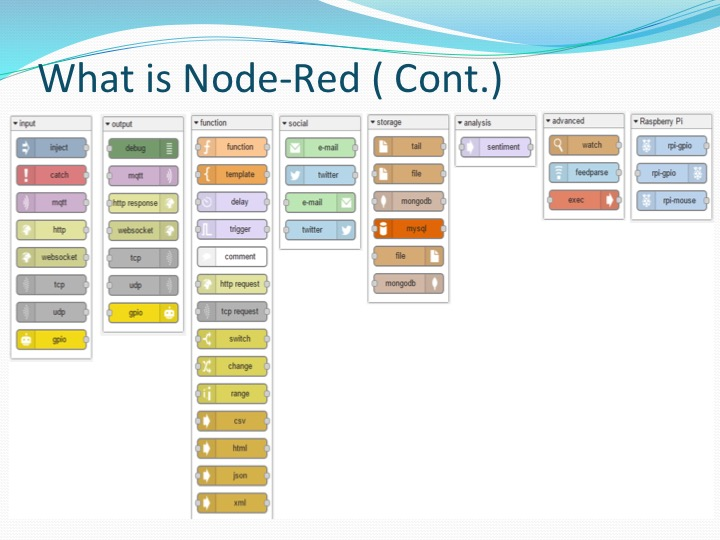 What is Node-Red ( Cont.)
input
inject
catch
mqtt
http
websocket
tcp
udp
gpio
output
debug
mqtt
http response
websocket
tcp
udp
gpio
function
function
template
delay
trigger
comment
http request
tcp request
switch
change
range
csv
html
json
xml
social
e-mail
twitter
e-mail
twitter
storage
tail
file
mongodb
mysql
file
mongodb
analysis
sentiment
advanced
watch
feedparse
exec
Raspberry Pi
rpi-gpio
rpi-gpio
rpi-mouse